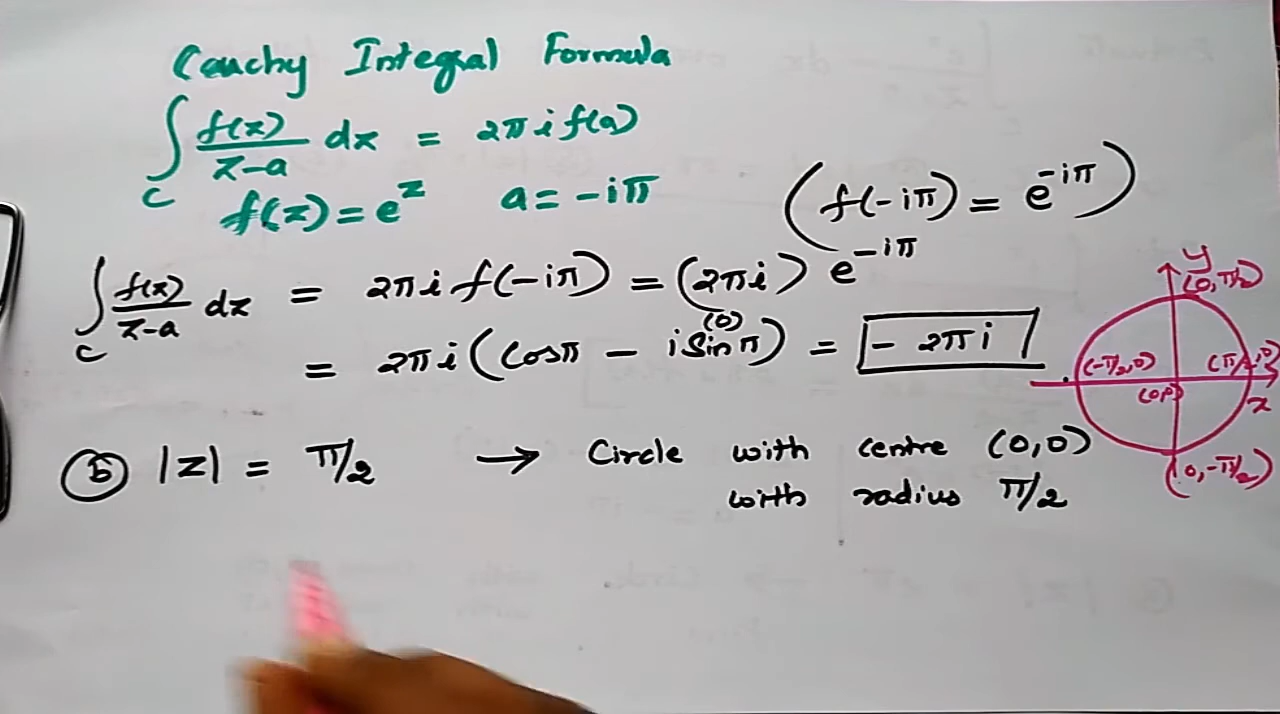 Cauchy Integral Formula
∫_C f(z)/(z-a) dz = 2πi f(a)
f(z) = e^z a = -iπ
(f(-iπ) = e^{-iπ})
∫_C f(z)/(z-a) dz = 2πi f(-iπ) = (2πi) e^{-iπ}
(0)
= 2πi (Cosπ - i Sinπ) = - 2πi
y
(0, π/2)
(-π/2, 0) (π/2, 0)
(0,0)
x
(0, -π/2)
(b) |z| = π/2 → Circle with centre (0,0)
with radius π/2